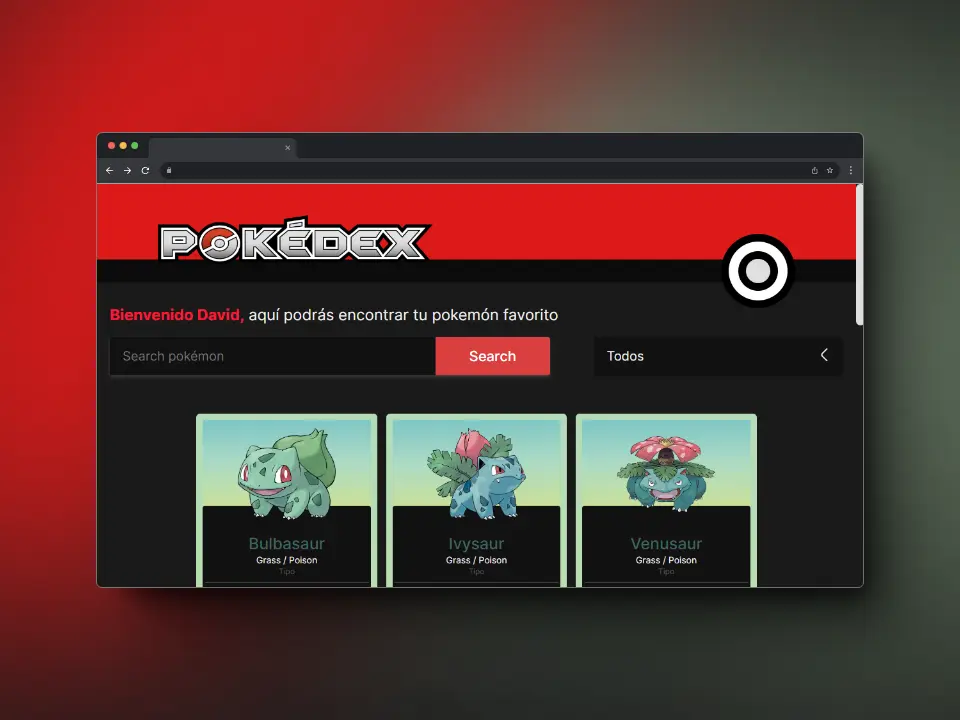 POKÉDEX
Bienvenido David, aquí podrás encontrar tu pokemón favorito
Search pokémon
Search
Todos
Bulbasaur
Grass / Poison
Tipo
Ivysaur
Grass / Poison
Tipo
Venusaur
Grass / Poison
Tipo